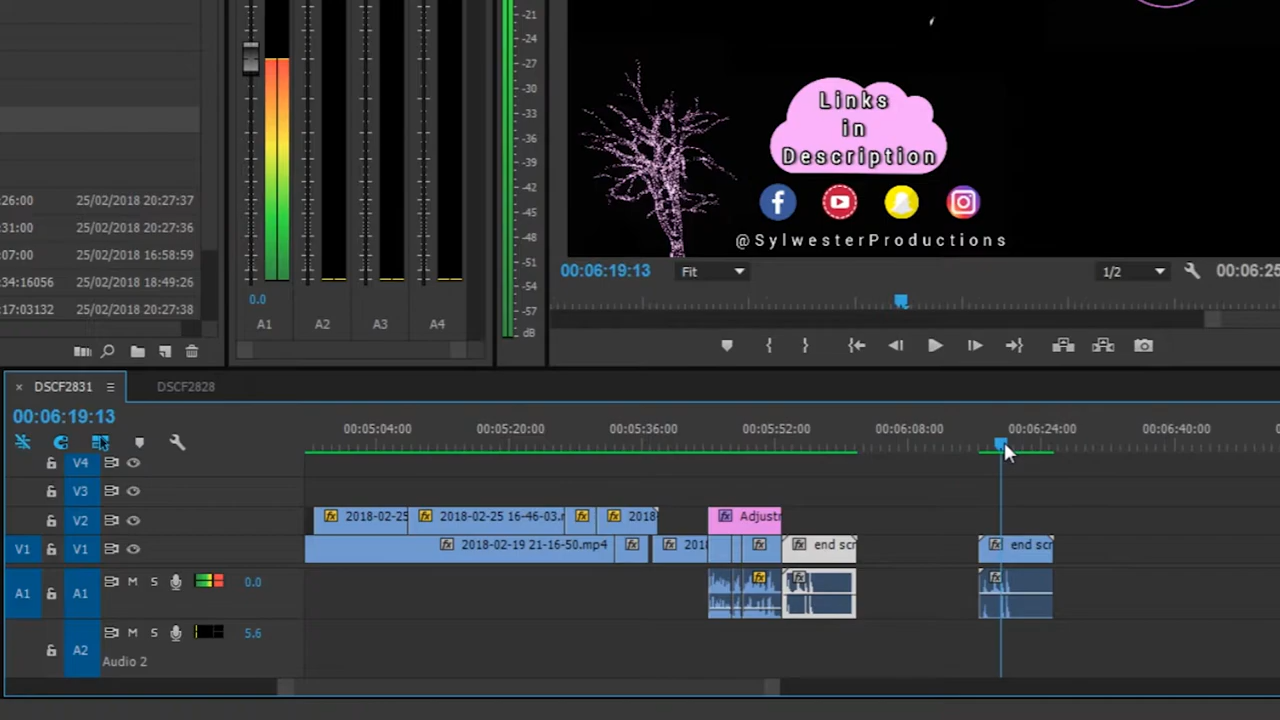 -21
-24
-27
-30
-33
-36
-39
-42
-45
-48
-51
-54
-57
dB
:26:00 25/02/2018 20:27:37
:31:00 25/02/2018 20:27:36
:07:00 25/02/2018 16:58:59
:34:16056 25/02/2018 18:49:26
:17:03132 25/02/2018 20:27:38
0.0
A1 A2 A3 A4
Links
in
Description
@SylwesterProductions
00:06:19:13 Fit 1/2 00:06:25
DSCF2831 DSCF2828
00:06:19:13
00:05:04:00 00:05:20:00 00:05:36:00 00:05:52:00 00:06:08:00 00:06:24:00 00:06:40:00
V4
V3
V2 2018-02-25 2018-02-25 16-46-03.m 2018- Adjustr
V1 V1 2018-02-19 21-16-50.mp4 201 end scr end scr
A1 A1 M S 0.0
M S 5.6
A2
Audio 2